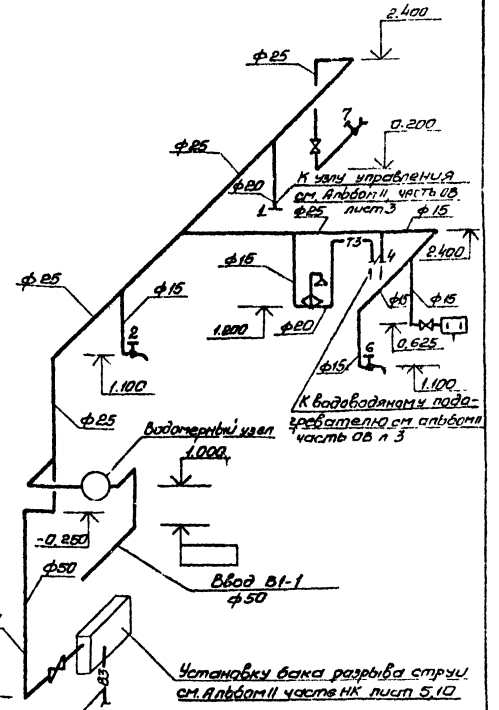 2.400
ф25
7
0.200
ф25
ф20
1
К узлу управления
см. Альбом II, часть ОВ
лист 3
ф25
ф15
Т3
4
2.400
ф25
ф15
ф15
ф15
ф15
2
1.200
ф20
0.625
ф15
6
1.100
1.100
К водоводяному подо-
гревателю см альбом II
часть ОВ л 3
ф25
Водомерный узел
1.000
-0.250
ф50
Ввод В1-1
ф50
В3
Установку бака разрыва струи
см. Альбом II часть НК лист 5,10